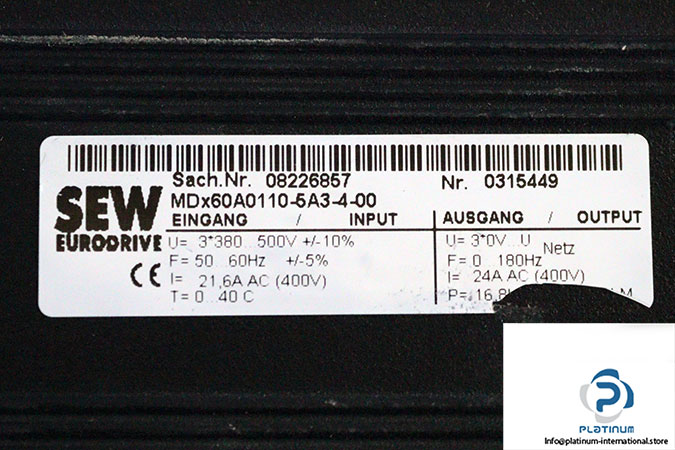 Sach.Nr. 08226857 Nr. 0315449
SEW
EURODRIVE
MDx60A0110-5A3-4-00
EINGANG / INPUT
U= 3*380...500V +/-10%
F= 50...60Hz +/-5%
I= 21,6A AC (400V)
T= 0...40 C
CE
AUSGANG / OUTPUT
U= 3*0V...U Netz
F= 0...180Hz
I= 24A AC (400V)
P= 16,8
PLATINUM
Info@platinum-international.store